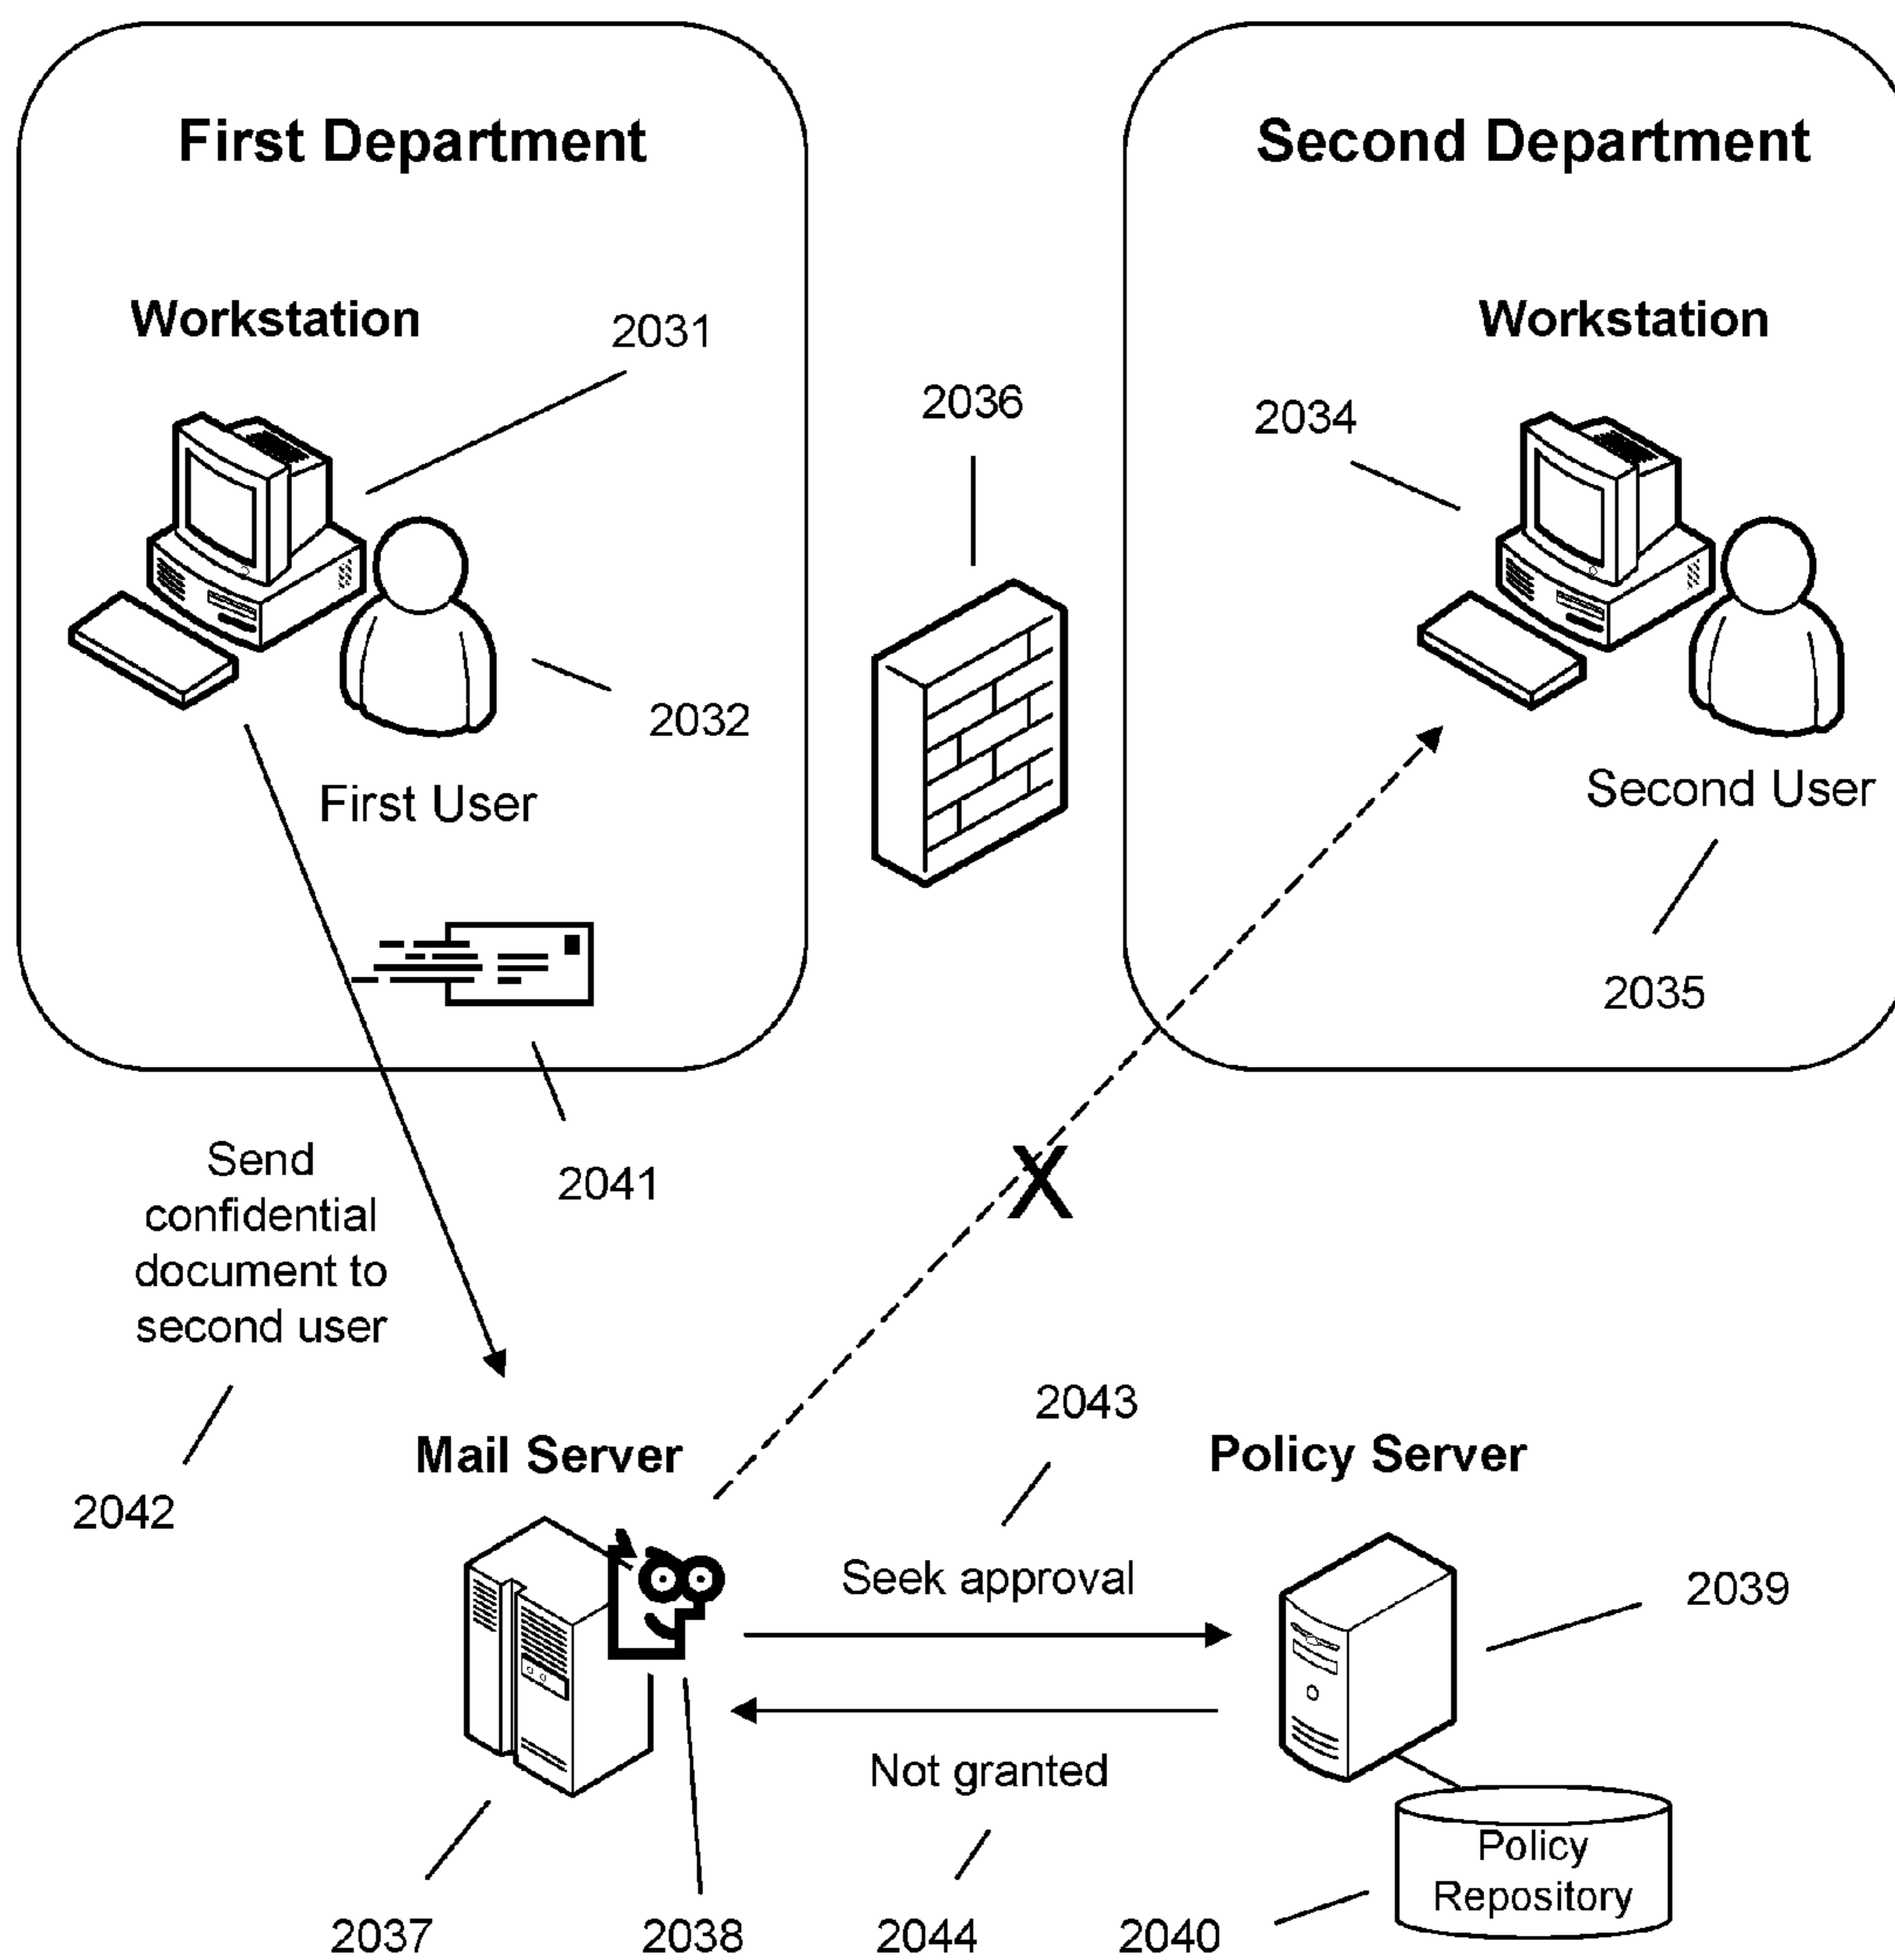 First Department
Second Department
Workstation
2031
Workstation
2036
2034
2032
First User
Second User
2035
Send
confidential
document to
second user
2041
X
2043
2042
Mail Server
Policy Server
Seek approval
2039
Not granted
Policy
Repository
2037
2038
2044
2040